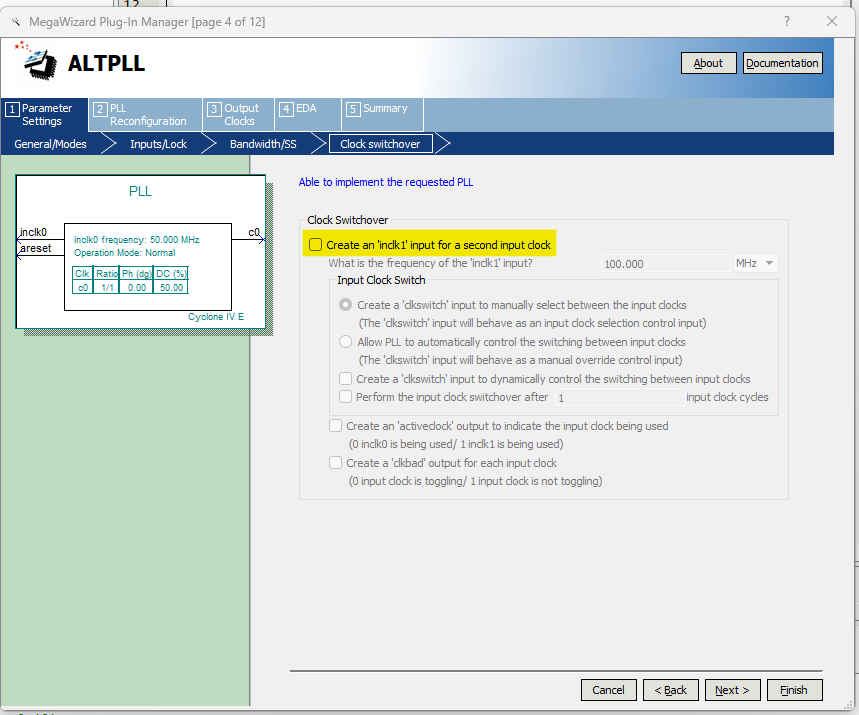 12
MegaWizard Plug-In Manager [page 4 of 12]
?
ALTPLL
About
Documentation
1 Parameter Settings
2 PLL Reconfiguration
3 Output Clocks
4 EDA
5 Summary
General/Modes
Inputs/Lock
Bandwidth/SS
Clock switchover
PLL
inclk0
areset
c0
inclk0 frequency: 50.000 MHz
Operation Mode: Normal
Clk Ratio Ph (dg) DC (%)
c0 1/1 0.00 50.00
Cyclone IV E
Able to implement the requested PLL
Clock Switchover
Create an 'inclk1' input for a second input clock
What is the frequency of the 'inclk1' input? 100.000 MHz
Input Clock Switch
Create a 'clkswitch' input to manually select between the input clocks
(The 'clkswitch' input will behave as an input clock selection control input)
Allow PLL to automatically control the switching between input clocks
(The 'clkswitch' input will behave as a manual override control input)
Create a 'clkswitch' input to dynamically control the switching between input clocks
Perform the input clock switchover after 1 input clock cycles
Create an 'activeclock' output to indicate the input clock being used
(0 inclk0 is being used/ 1 inclk1 is being used)
Create a 'clkbad' output for each input clock
(0 input clock is toggling/ 1 input clock is not toggling)
Cancel
< Back
Next >
Finish